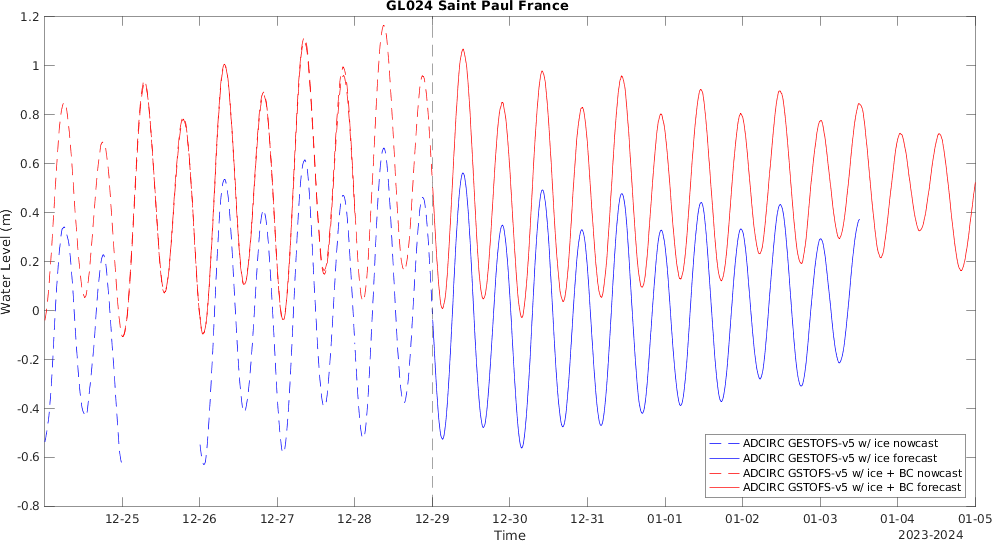 GL024 Saint Paul France
1.2
1
0.8
0.6
0.4
0.2
0
-0.2
-0.4
-0.6
-0.8
Water Level (m)
ADCIRC GESTOFS-v5 w/ ice nowcast
ADCIRC GESTOFS-v5 w/ ice forecast
ADCIRC GSTOFS-v5 w/ ice + BC nowcast
ADCIRC GSTOFS-v5 w/ ice + BC forecast
12-25 12-26 12-27 12-28 12-29 12-30 12-31 01-01 01-02 01-03 01-04 01-05
Time
2023-2024